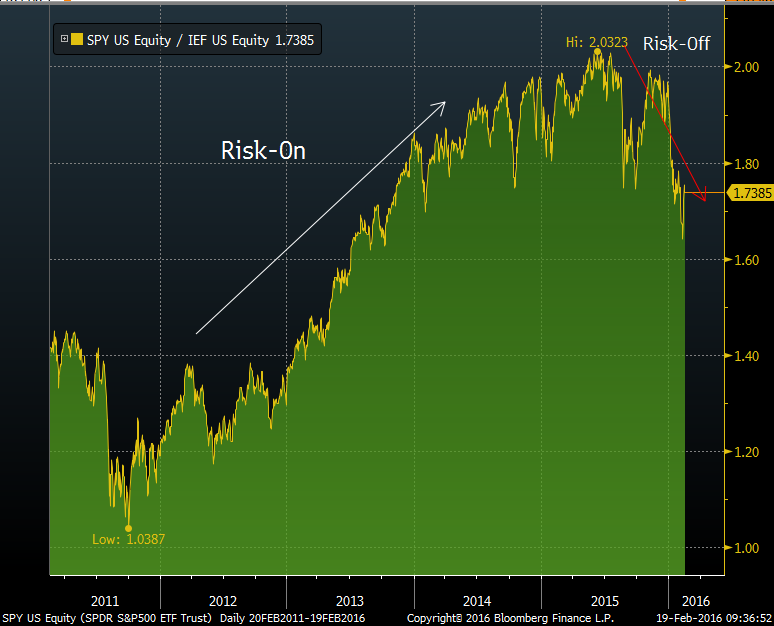 SPY US Equity / IEF US Equity 1.7385
Hi: 2.0323
Risk-Off
2.00
Risk-On
1.80
1.7385
1.60
1.40
1.20
Low: 1.0387
1.00
2011 2012 2013 2014 2015 2016
SPY US Equity (SPDR S&P500 ETF Trust) Daily 20FEB2011-19FEB2016 Copyright© 2016 Bloomberg Finance L.P. 19-Feb-2016 09:36:52